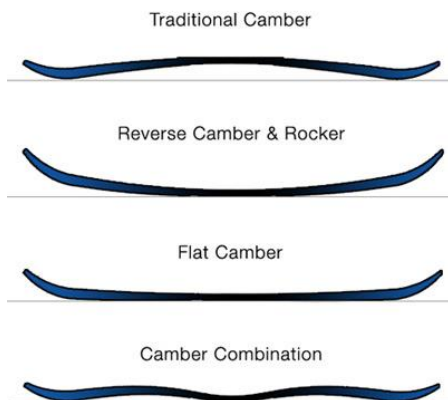 Traditional Camber
Reverse Camber & Rocker
Flat Camber
Camber Combination